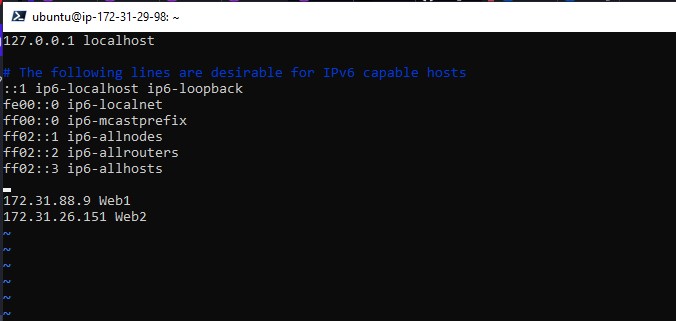 ubuntu@ip-172-31-29-98: ~
127.0.0.1 localhost
# The following lines are desirable for IPv6 capable hosts
::1 ip6-localhost ip6-loopback
fe00::0 ip6-localnet
ff00::0 ip6-mcastprefix
ff02::1 ip6-allnodes
ff02::2 ip6-allrouters
ff02::3 ip6-allhosts
172.31.88.9 Web1
172.31.26.151 Web2
~
~
~
~
~
~